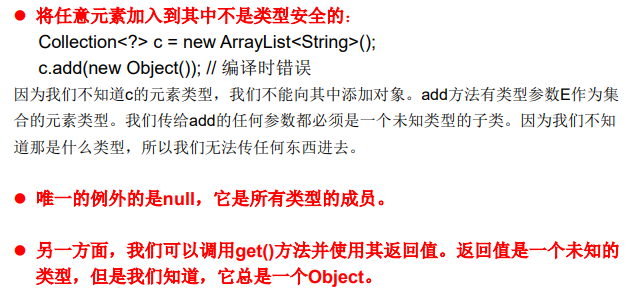 ● 将任意元素加入到其中不是类型安全的：
Collection<?> c = new ArrayList<String>();
c.add(new Object()); // 编译时错误
因为我们不知道c的元素类型，我们不能向其中添加对象。add方法有类型参数E作为集
合的元素类型。我们传给add的任何参数都必须是一个未知类型的子类。因为我们不知
道那是什么类型，所以我们无法传任何东西进去。
● 唯一的例外的是null，它是所有类型的成员。
● 另一方面，我们可以调用get()方法并使用其返回值。返回值是一个未知的
类型，但是我们知道，它总是一个Object。